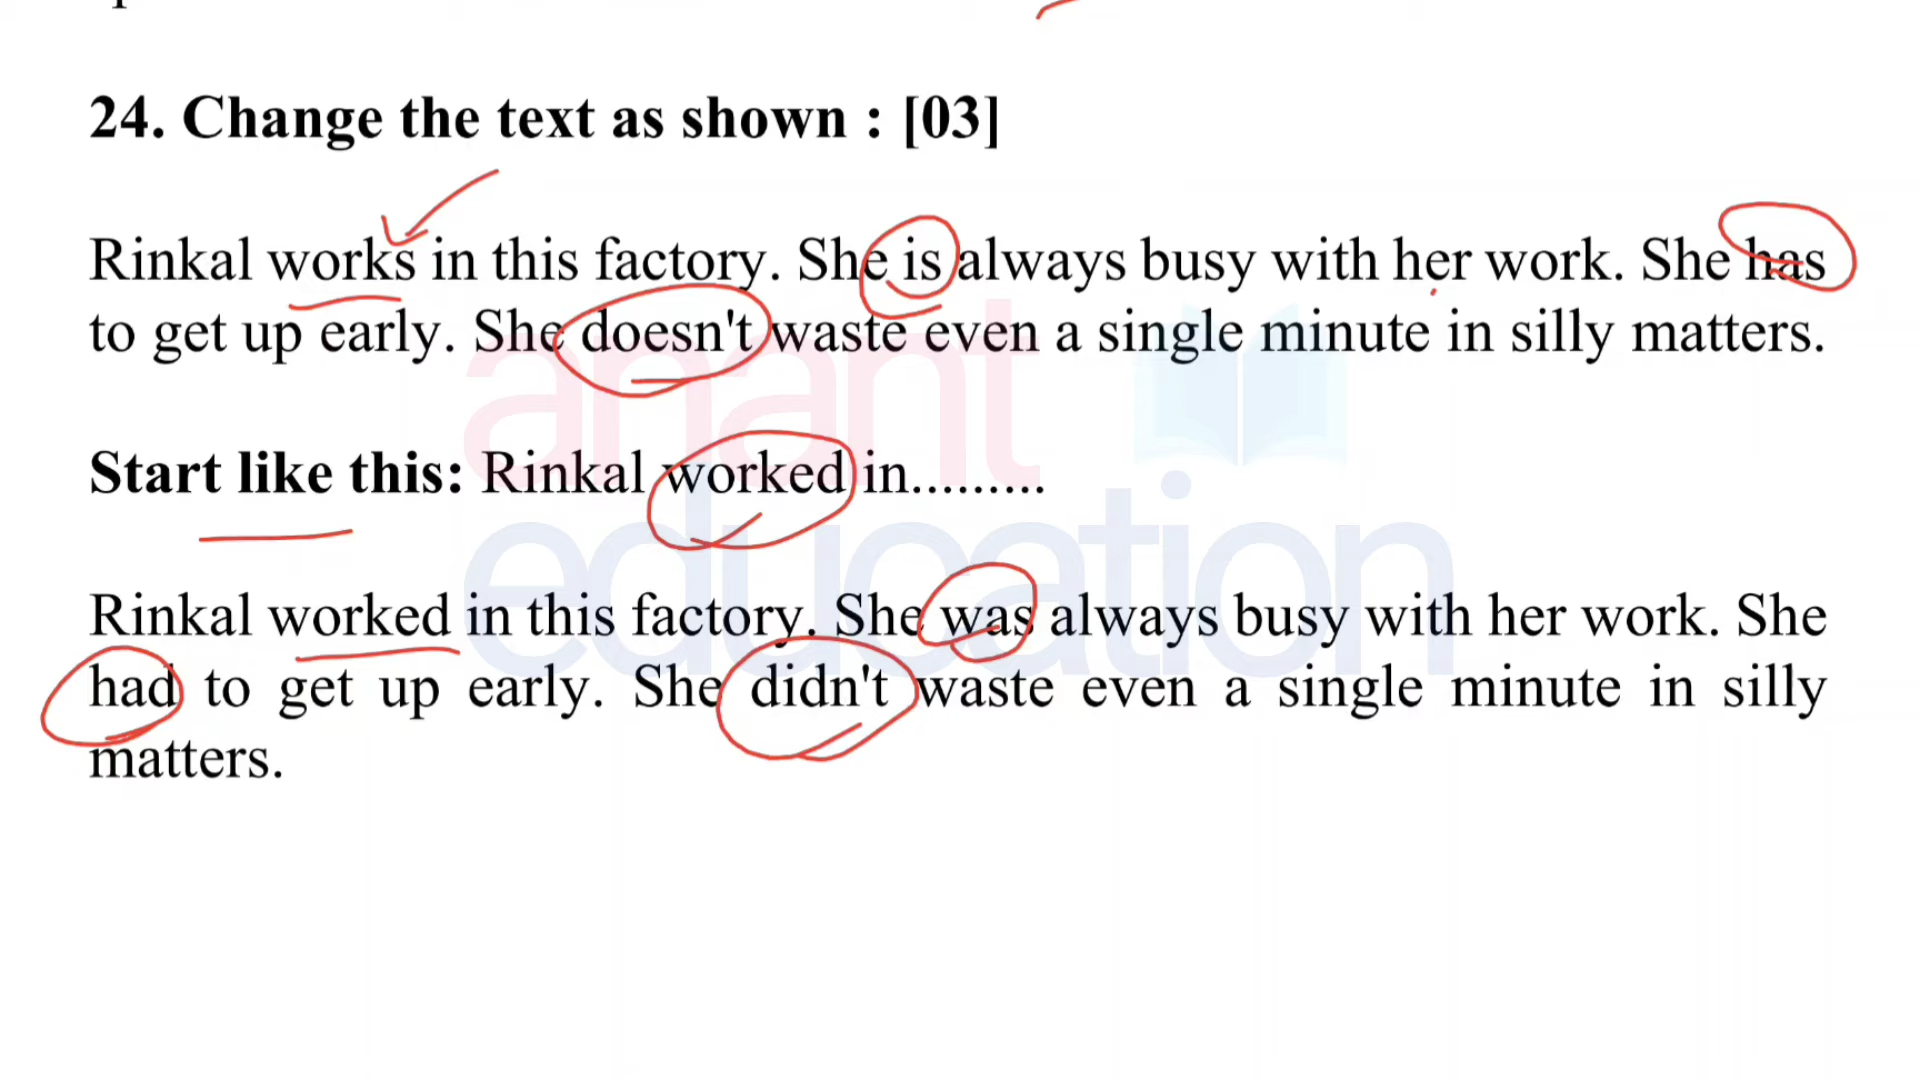 24. Change the text as shown : [03]
Rinkal works in this factory. She is always busy with her work. She has
to get up early. She doesn't waste even a single minute in silly matters.
Start like this: Rinkal worked in.........
Rinkal worked in this factory. She was always busy with her work. She
had to get up early. She didn't waste even a single minute in silly
matters.
anant
education